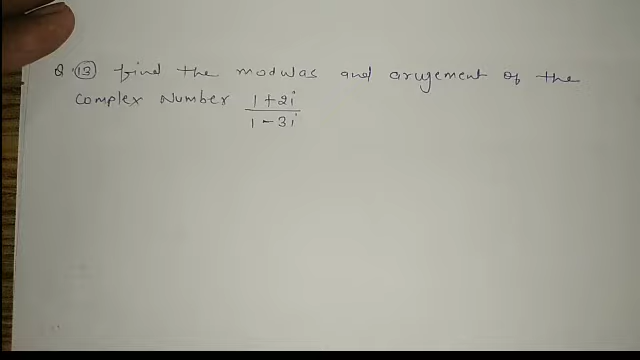 Q. 13 find the modulas and arugement of the
complex Number 1+2i / 1-3i